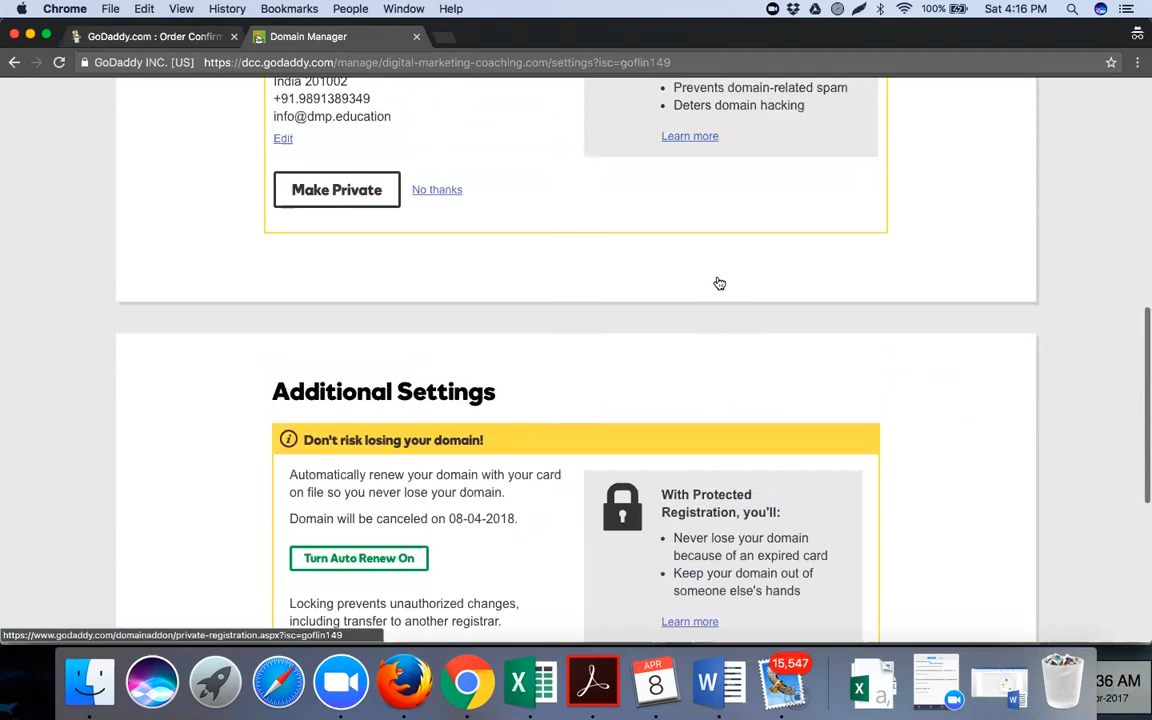 Chrome File Edit View History Bookmarks People Window Help 100% Sat 4:16 PM
GoDaddy.com : Order Confirm × Domain Manager ×
GoDaddy INC. [US] https://dcc.godaddy.com/manage/digital-marketing-coaching.com/settings?isc=goflin149
India 201002
+91.9891389349
info@dmp.education
Edit
• Prevents domain-related spam
• Deters domain hacking
Learn more
Make Private No thanks
Additional Settings
Don't risk losing your domain!
Automatically renew your domain with your card
on file so you never lose your domain.
Domain will be canceled on 08-04-2018.
Turn Auto Renew On
Locking prevents unauthorized changes,
including transfer to another registrar.
With Protected
Registration, you'll:
• Never lose your domain
because of an expired card
• Keep your domain out of
someone else's hands
Learn more
https://www.godaddy.com/domainaddon/private-registration.aspx?isc=goflin149
APR
8
15,547
36 AM
r-2017